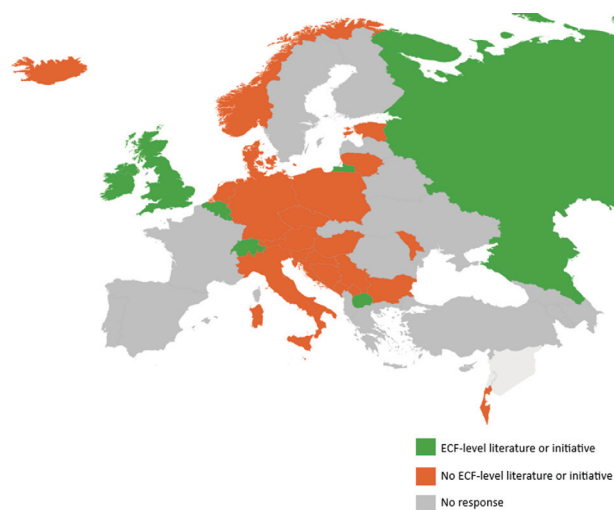 ECF-level literature or initiative
No ECF-level literature or initiative
No response